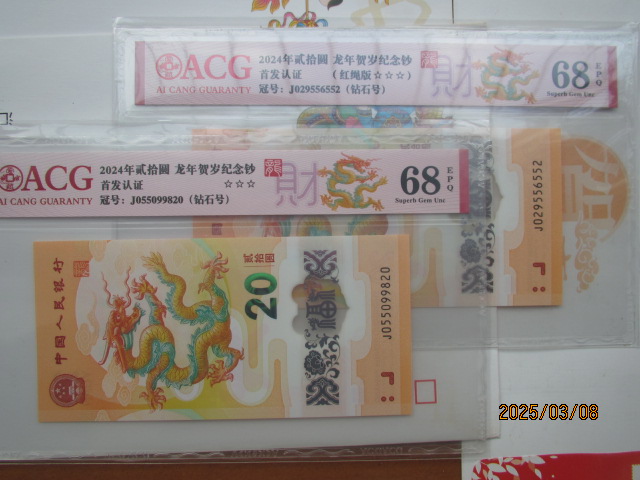 ACG
AI CANG GUARANTY
2024年贰拾圆 龙年贺岁纪念钞
首发认证 (红绳版☆☆☆)
冠号: J029556552 (钻石号)
财
68
EPQ
Superb Gem Unc
ACG
AI CANG GUARANTY
2024年贰拾圆 龙年贺岁纪念钞
首发认证 ☆☆☆
冠号: J055099820 (钻石号)
財
68
EPQ
Superb Gem Unc
J029556552
中国人民银行
贰拾圆
20
福
J055099820
2025/03/08